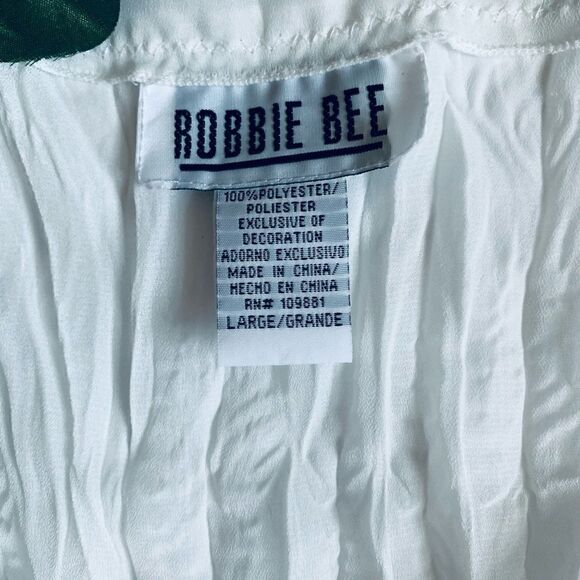 ROBBIE BEE
100%POLYESTER/
POLIESTER
EXCLUSIVE OF
DECORATION
ADORNO EXCLUSIVO
MADE IN CHINA/
HECHO EN CHINA
RN# 109881
LARGE/GRANDE